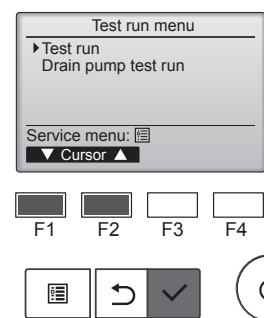 Test run menu
Test run
Drain pump test run
Service menu:
▼ Cursor ▲
F1 F2 F3 F4